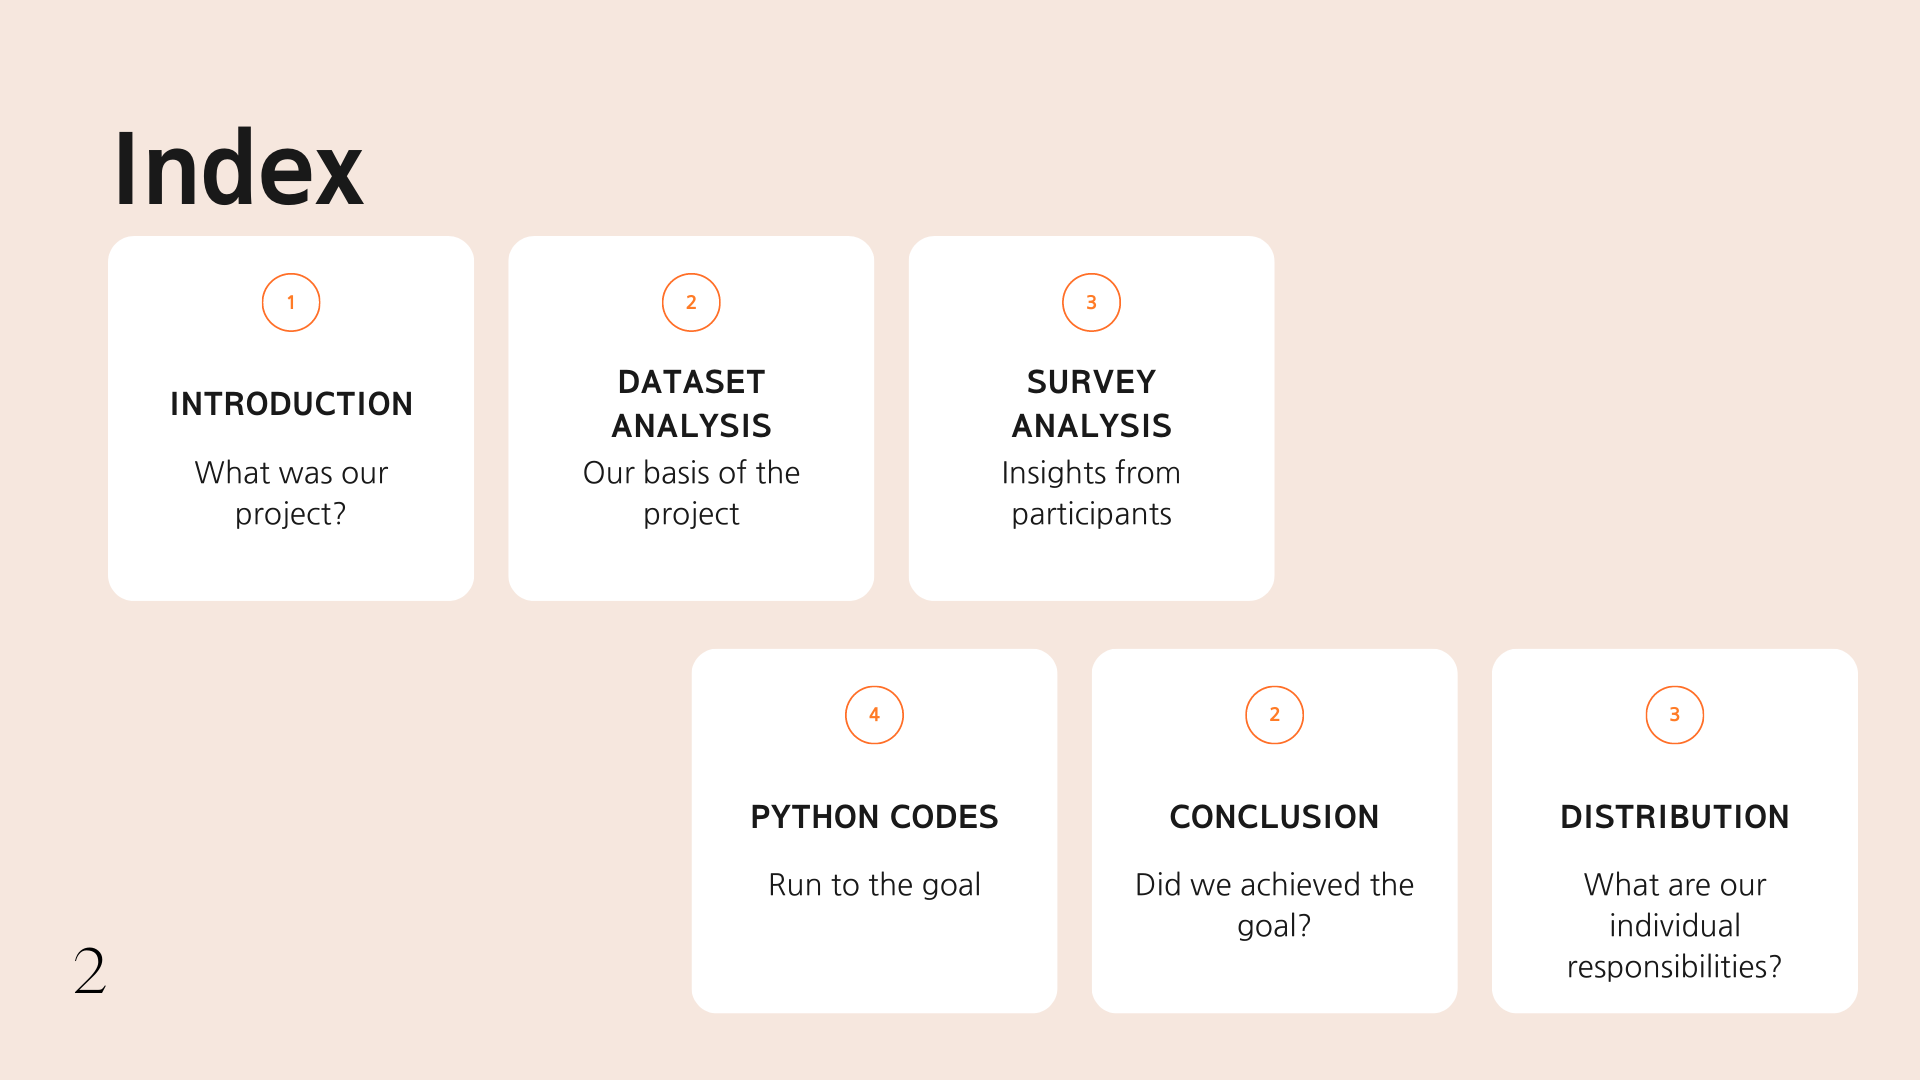 Index
1
INTRODUCTION
What was our
project?
2
DATASET
ANALYSIS
Our basis of the
project
3
SURVEY
ANALYSIS
Insights from
participants
4
PYTHON CODES
Run to the goal
2
CONCLUSION
Did we achieved the
goal?
3
DISTRIBUTION
What are our
individual
responsibilities?
2